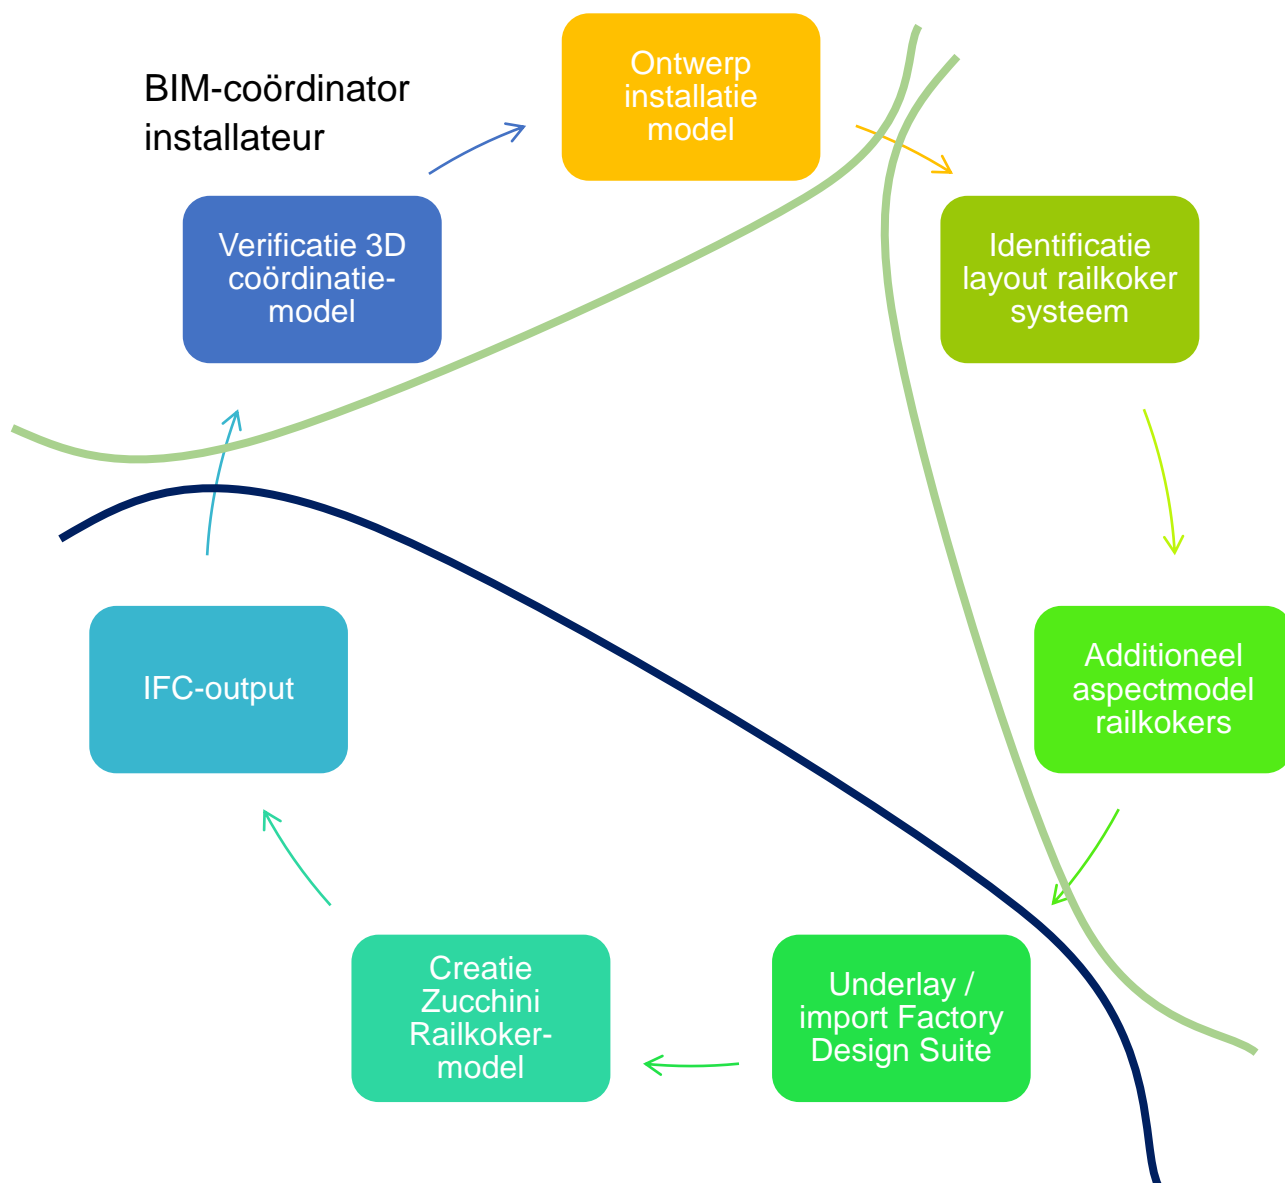 BIM-coördinator
installateur
Ontwerp
installatie
model
Identificatie
layout railkoker
systeem
Additioneel
aspectmodel
railkokers
Underlay /
import Factory
Design Suite
Creatie
Zucchini
Railkoker-
model
IFC-output
Verificatie 3D
coördinatie-
model